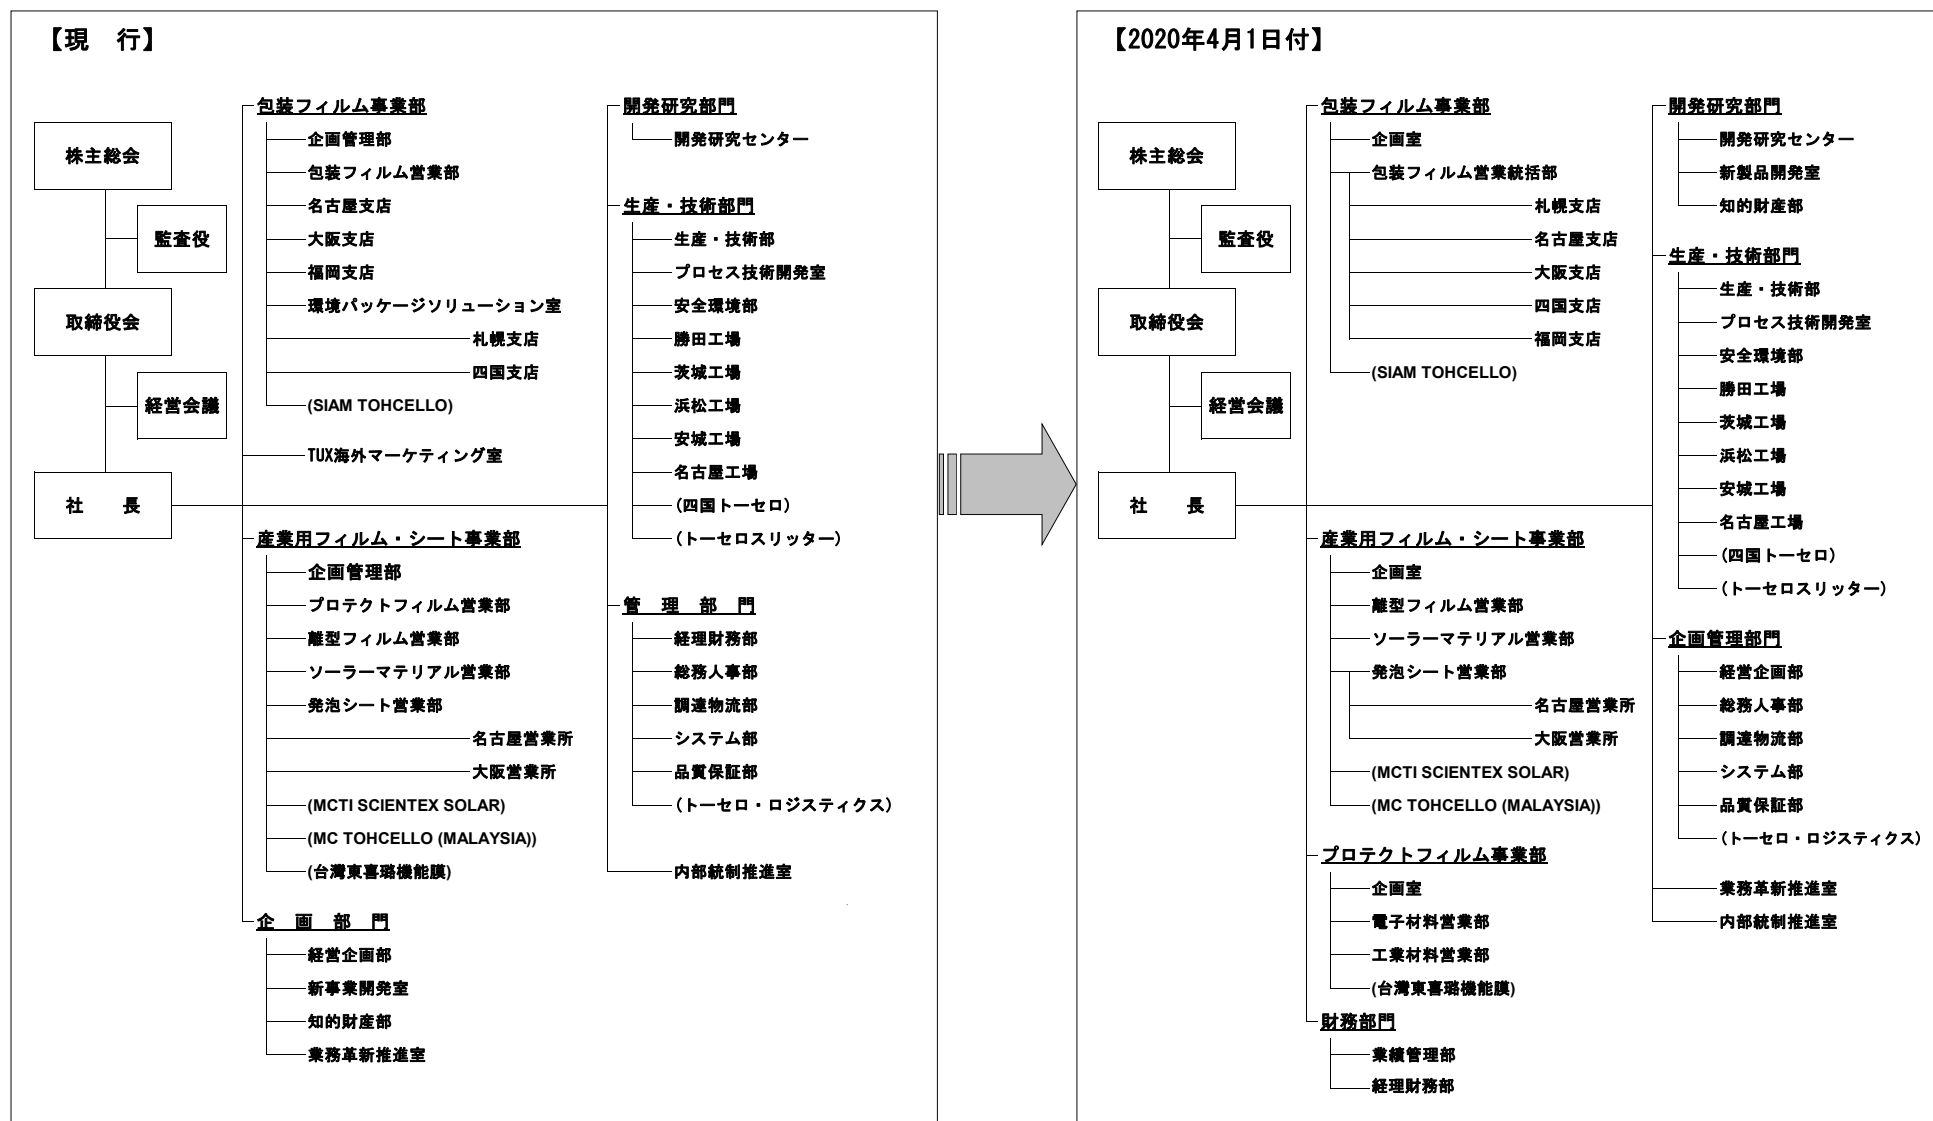 【現　行】
株主総会
監査役
取締役会
経営会議
社　長
包装フィルム事業部
企画管理部
包装フィルム営業部
名古屋支店
大阪支店
福岡支店
環境パッケージソリューション室
札幌支店
四国支店
(SIAM TOHCELLO)
TUX海外マーケティング室
産業用フィルム・シート事業部
企画管理部
プロテクトフィルム営業部
離型フィルム営業部
ソーラーマテリアル営業部
発泡シート営業部
名古屋営業所
大阪営業所
(MCTI SCIENTEX SOLAR)
(MC TOHCELLO (MALAYSIA))
(台灣東喜璐機能膜)
企　画　部　門
経営企画部
新事業開発室
知的財産部
業務革新推進室
開発研究部門
開発研究センター
生産・技術部門
生産・技術部
プロセス技術開発室
安全環境部
勝田工場
茨城工場
浜松工場
安城工場
名古屋工場
(四国トーセロ)
(トーセロスリッター)
管　理　部　門
経理財務部
総務人事部
調達物流部
システム部
品質保証部
(トーセロ・ロジスティクス)
内部統制推進室
【2020年4月1日付】
株主総会
監査役
取締役会
経営会議
社　長
包装フィルム事業部
企画室
包装フィルム営業統括部
札幌支店
名古屋支店
大阪支店
四国支店
福岡支店
(SIAM TOHCELLO)
産業用フィルム・シート事業部
企画室
離型フィルム営業部
ソーラーマテリアル営業部
発泡シート営業部
名古屋営業所
大阪営業所
(MCTI SCIENTEX SOLAR)
(MC TOHCELLO (MALAYSIA))
プロテクトフィルム事業部
企画室
電子材料営業部
工業材料営業部
(台灣東喜璐機能膜)
財務部門
業績管理部
経理財務部
開発研究部門
開発研究センター
新製品開発室
知的財産部
生産・技術部門
生産・技術部
プロセス技術開発室
安全環境部
勝田工場
茨城工場
浜松工場
安城工場
名古屋工場
(四国トーセロ)
(トーセロスリッター)
企画管理部門
経営企画部
総務人事部
調達物流部
システム部
品質保証部
(トーセロ・ロジスティクス)
業務革新推進室
内部統制推進室